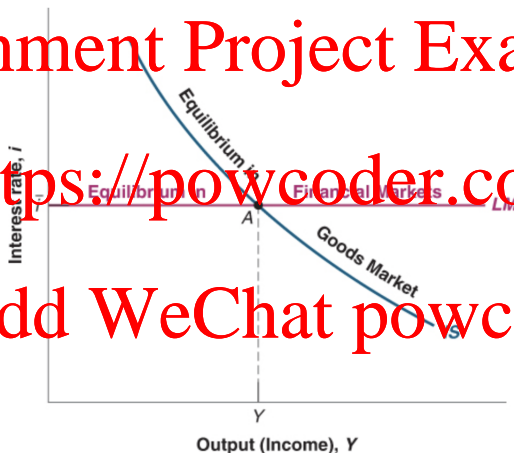 nment Project Exa
Equilibrium in
tps://powcoder.co
Equilibrium in Financial Markets
LM
A
Interest rate, i
Goods Market
dd WeChat powc
S
Y
Output (Income), Y